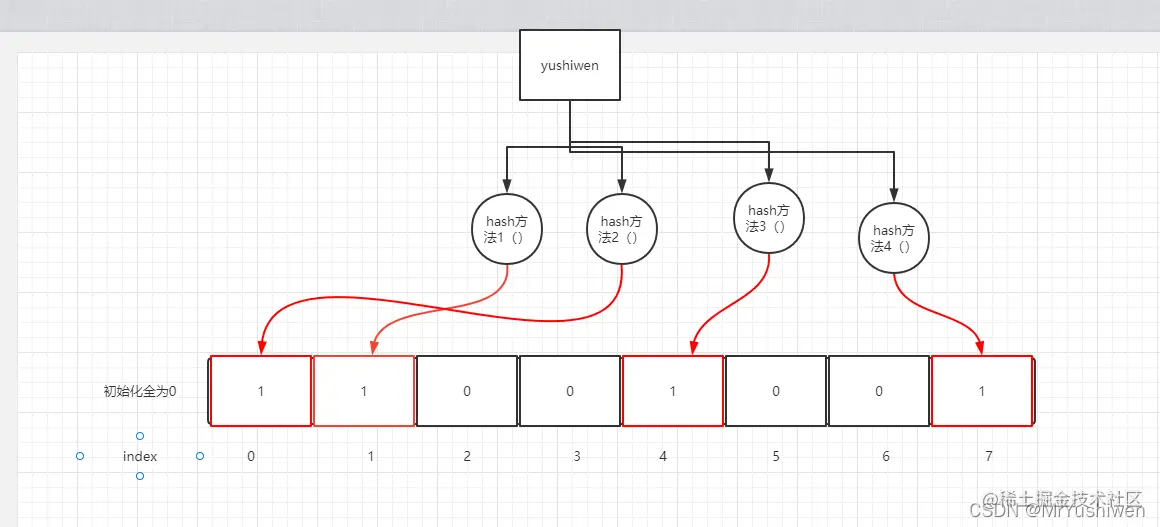 yushiwen
hash方
法1（）
hash方
法2（）
hash方
法3（）
hash方
法4（）
初始化全为0
1
1
0
0
1
0
0
1
index
0
1
2
3
4
5
6
7
@稀土掘金技术社区
CSDN @MrYushiwen